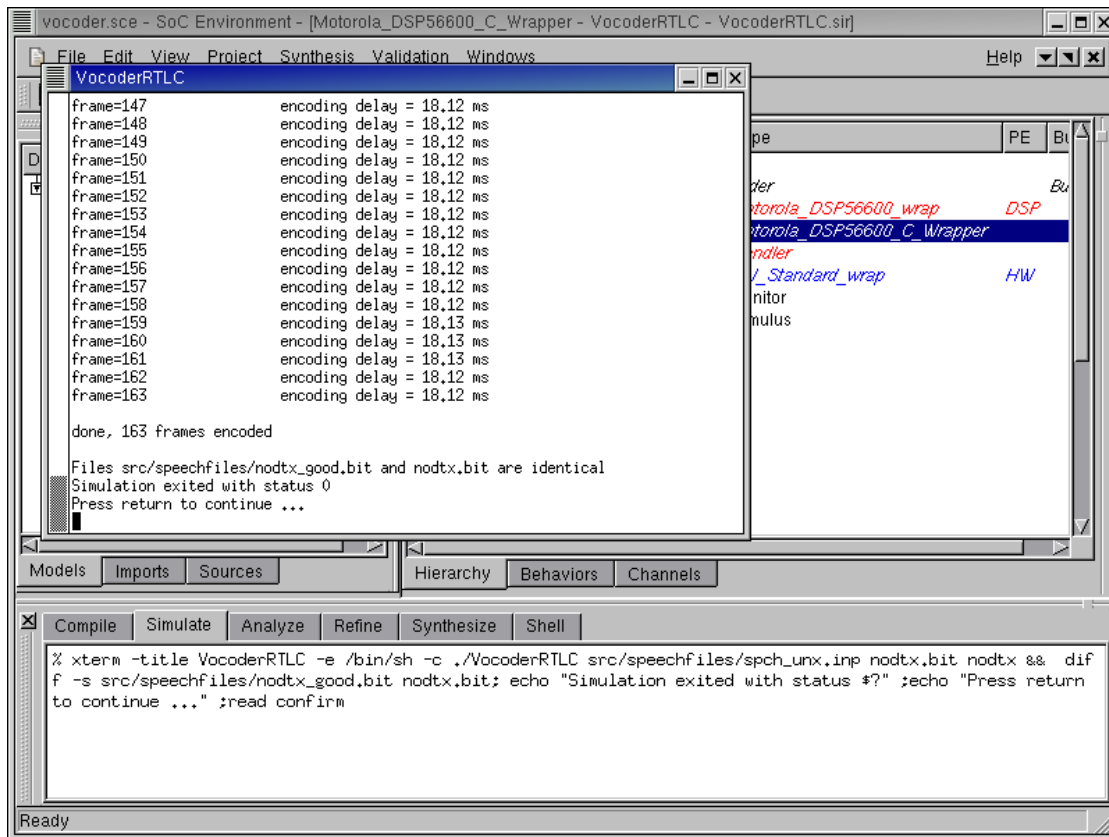 vocoder.sce - SoC Environment - [Motorola_DSP56600_C_Wrapper - VocoderRTLC - VocoderRTLC.sir]
File Edit View Project Synthesis Validation Windows Help
VocoderRTLC
frame=147 encoding delay = 18.12 ms
frame=148 encoding delay = 18.12 ms
frame=149 encoding delay = 18.12 ms
frame=150 encoding delay = 18.12 ms
frame=151 encoding delay = 18.12 ms
frame=152 encoding delay = 18.12 ms
frame=153 encoding delay = 18.12 ms
frame=154 encoding delay = 18.12 ms
frame=155 encoding delay = 18.12 ms
frame=156 encoding delay = 18.12 ms
frame=157 encoding delay = 18.12 ms
frame=158 encoding delay = 18.12 ms
frame=159 encoding delay = 18.13 ms
frame=160 encoding delay = 18.13 ms
frame=161 encoding delay = 18.13 ms
frame=162 encoding delay = 18.12 ms
frame=163 encoding delay = 18.12 ms
done, 163 frames encoded
Files src/speechfiles/nodtx_good.bit and nodtx.bit are identical
Simulation exited with status 0
Press return to continue ...
D
pe PE Bu
der Bu
otorola_DSP56600_wrap DSP
otorola_DSP56600_C_Wrapper
ndler
_Standard_wrap HW
nitor
mulus
Models Imports Sources
Hierarchy Behaviors Channels
Compile Simulate Analyze Refine Synthesize Shell
% xterm -title VocoderRTLC -e /bin/sh -c ./VocoderRTLC src/speechfiles/spch_unx.inp nodtx.bit nodtx && dif
f -s src/speechfiles/nodtx_good.bit nodtx.bit; echo "Simulation exited with status $?" ;echo "Press return
to continue ..." ;read confirm
Ready